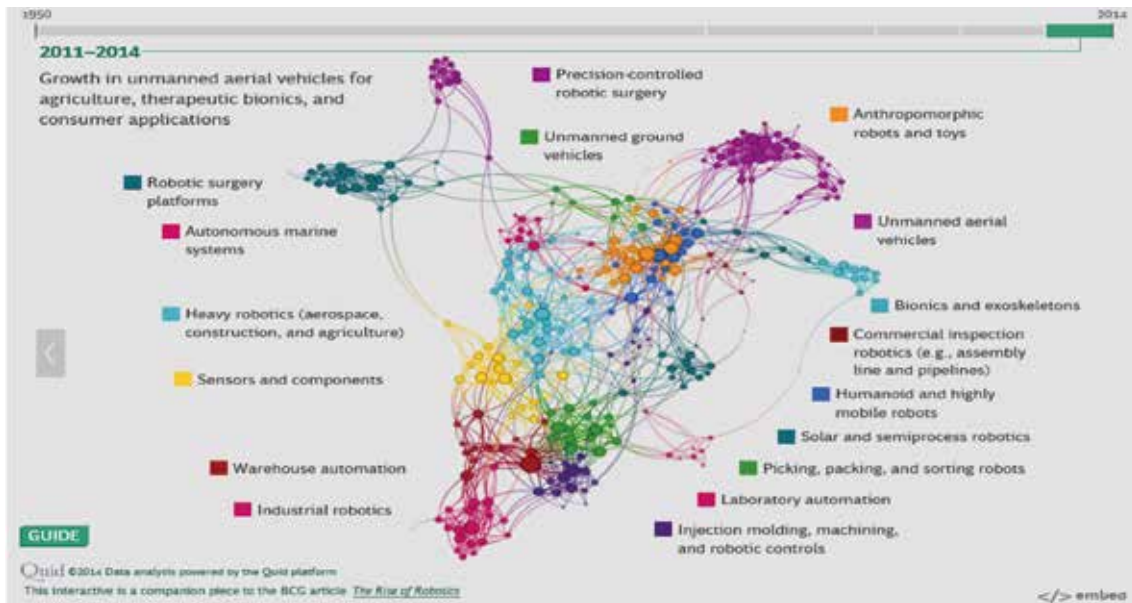 1950
2014
2011–2014
Growth in unmanned aerial vehicles for
agriculture, therapeutic bionics, and
consumer applications
Precision-controlled
robotic surgery
Anthropomorphic
robots and toys
Unmanned ground
vehicles
Robotic surgery
platforms
Unmanned aerial
vehicles
Autonomous marine
systems
Bionics and exoskeletons
Heavy robotics (aerospace,
construction, and agriculture)
Commercial inspection
robotics (e.g., assembly
line and pipelines)
Sensors and components
Humanoid and highly
mobile robots
Solar and semiprocess robotics
Warehouse automation
Picking, packing, and sorting robots
Industrial robotics
Laboratory automation
Injection molding, machining,
and robotic controls
GUIDE
Quid ©2014 Data analysis powered by the Quid platform
This interactive is a companion piece to the BCG article The Rise of Robotics
</> embed